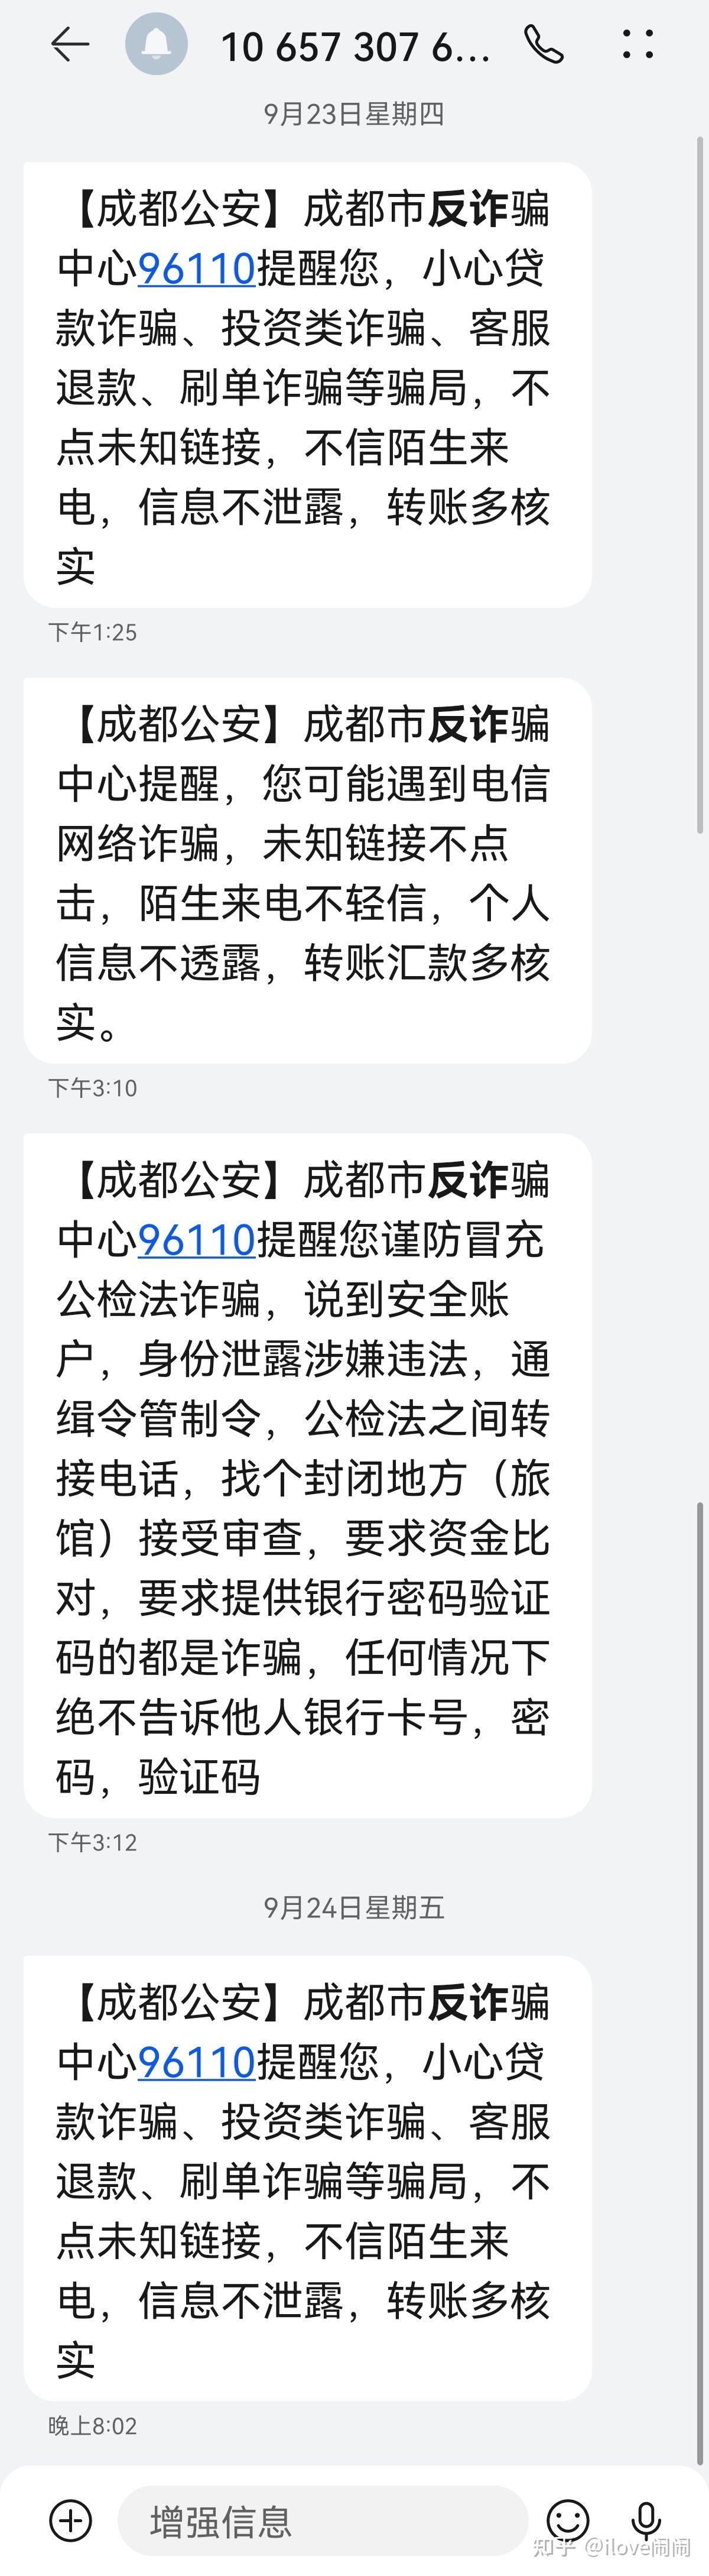 10 657 307 6...
9月23日星期四
【成都公安】成都市反诈骗
中心96110提醒您，小心贷
款诈骗、投资类诈骗、客服
退款、刷单诈骗等骗局，不
点未知链接，不信陌生来
电，信息不泄露，转账多核
实
下午1:25
【成都公安】成都市反诈骗
中心提醒，您可能遇到电信
网络诈骗，未知链接不点
击，陌生来电不轻信，个人
信息不透露，转账汇款多核
实。
下午3:10
【成都公安】成都市反诈骗
中心96110提醒您谨防冒充
公检法诈骗，说到安全账
户，身份泄露涉嫌违法，通
缉令管制令，公检法之间转
接电话，找个封闭地方（旅
馆）接受审查，要求资金比
对，要求提供银行密码验证
码的都是诈骗，任何情况下
绝不告诉他人银行卡号，密
码，验证码
下午3:12
9月24日星期五
【成都公安】成都市反诈骗
中心96110提醒您，小心贷
款诈骗、投资类诈骗、客服
退款、刷单诈骗等骗局，不
点未知链接，不信陌生来
电，信息不泄露，转账多核
实
晚上8:02
增强信息
知乎 @ilove闹闹